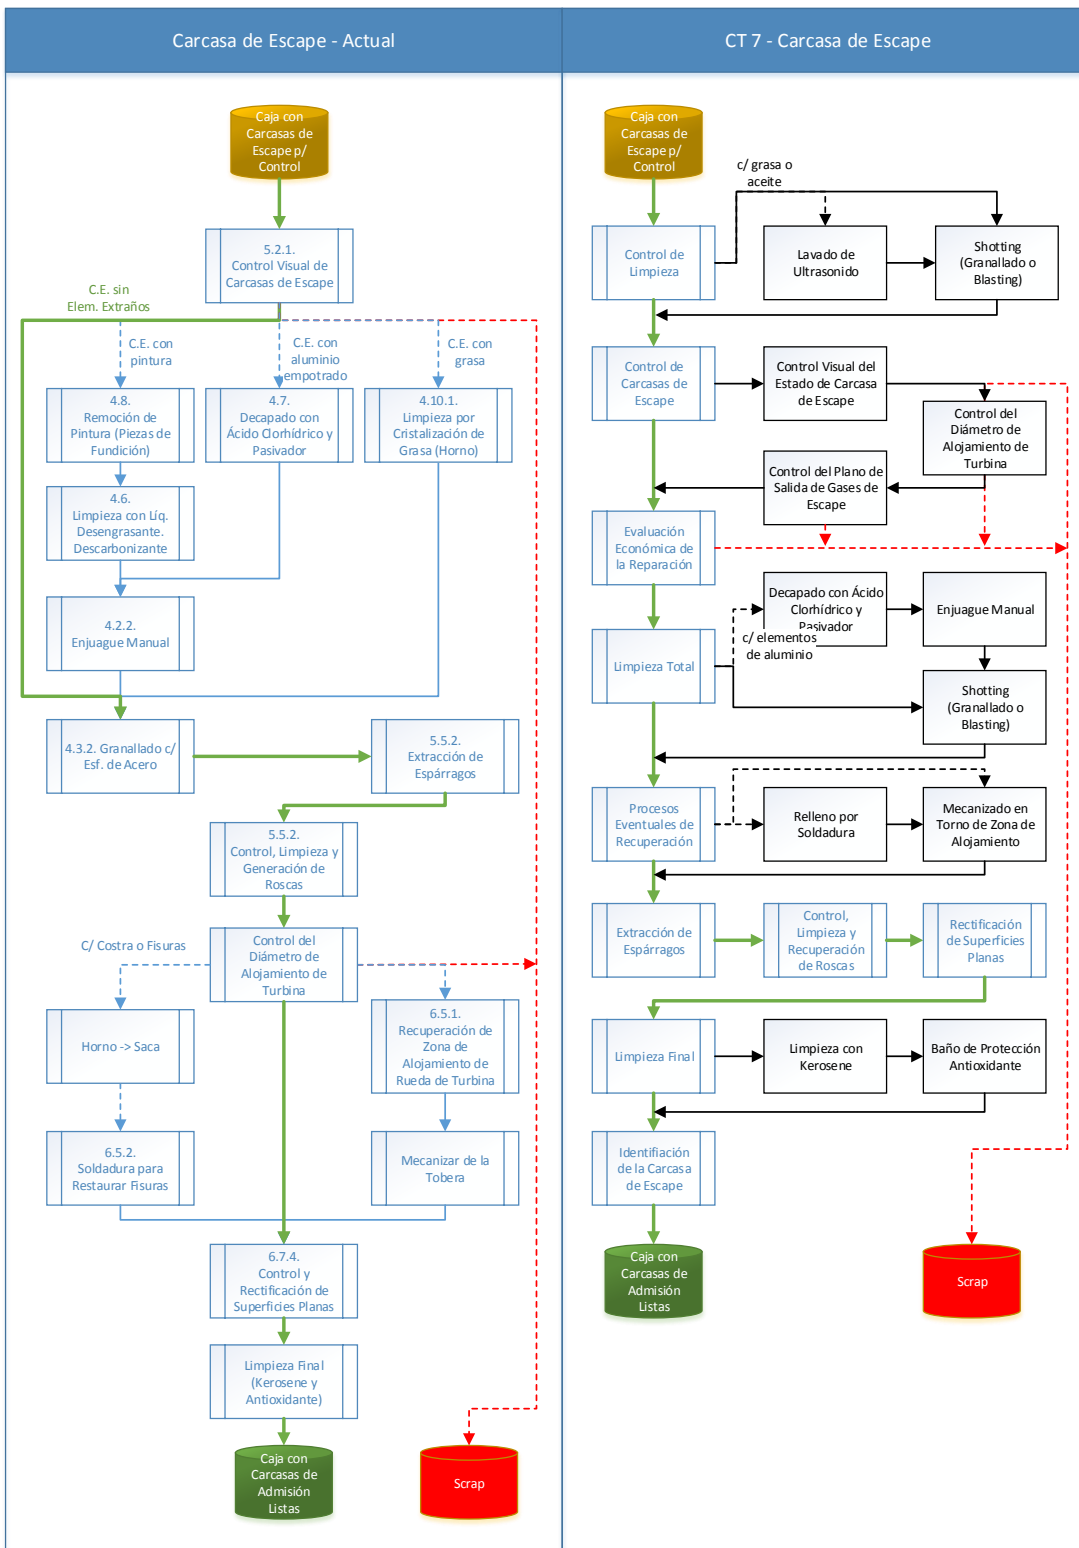 Carcasa de Escape - Actual
Caja con
Carcasas de
Escape p/
Control
5.2.1.
Control Visual de
Carcasas de Escape
C.E. sin
Elem. Extraños
C.E. con
pintura
C.E. con
aluminio
empotrado
C.E. con
grasa
4.8.
Remoción de
Pintura (Piezas de
Fundición)
4.7.
Decapado con
Ácido Clorhídrico y
Pasivador
4.10.1.
Limpieza por
Cristalización de
Grasa (Horno)
4.6.
Limpieza con Líq.
Desengrasante.
Descarbonizante
4.2.2.
Enjuague Manual
4.3.2. Granallado c/
Esf. de Acero
5.5.2.
Extracción de
Espárragos
5.5.2.
Control, Limpieza y
Generación de
Roscas
C/ Costra o Fisuras
Control del
Diámetro de
Alojamiento de
Turbina
Horno -> Saca
6.5.1.
Recuperación de
Zona de
Alojamiento de
Rueda de Turbina
6.5.2.
Soldadura para
Restaurar Fisuras
Mecanizar de la
Tobera
6.7.4.
Control y
Rectificación de
Superficies Planas
Limpieza Final
(Kerosene y
Antioxidante)
Caja con
Carcasas de
Admisión
Listas
Scrap
CT 7 - Carcasa de Escape
Caja con
Carcasas de
Escape p/
Control
c/ grasa o
aceite
Control de
Limpieza
Lavado de
Ultrasonido
Shotting
(Granallado o
Blasting)
Control de
Carcasas de
Escape
Control Visual del
Estado de Carcasa
de Escape
Control del
Diámetro de
Alojamiento de
Turbina
Control del Plano de
Salida de Gases de
Escape
Evaluación
Económica de
la Reparación
Decapado con Ácido
Clorhídrico y
Pasivador
Enjuague Manual
c/ elementos
de aluminio
Limpieza Total
Shotting
(Granallado o
Blasting)
Procesos
Eventuales de
Recuperación
Relleno por
Soldadura
Mecanizado en
Torno de Zona de
Alojamiento
Extracción de
Espárragos
Control,
Limpieza y
Recuperación
de Roscas
Rectificación
de Superficies
Planas
Limpieza Final
Limpieza con
Kerosene
Baño de Protección
Antioxidante
Identifiación
de la Carcasa
de Escape
Caja con
Carcasas de
Admisión
Listas
Scrap